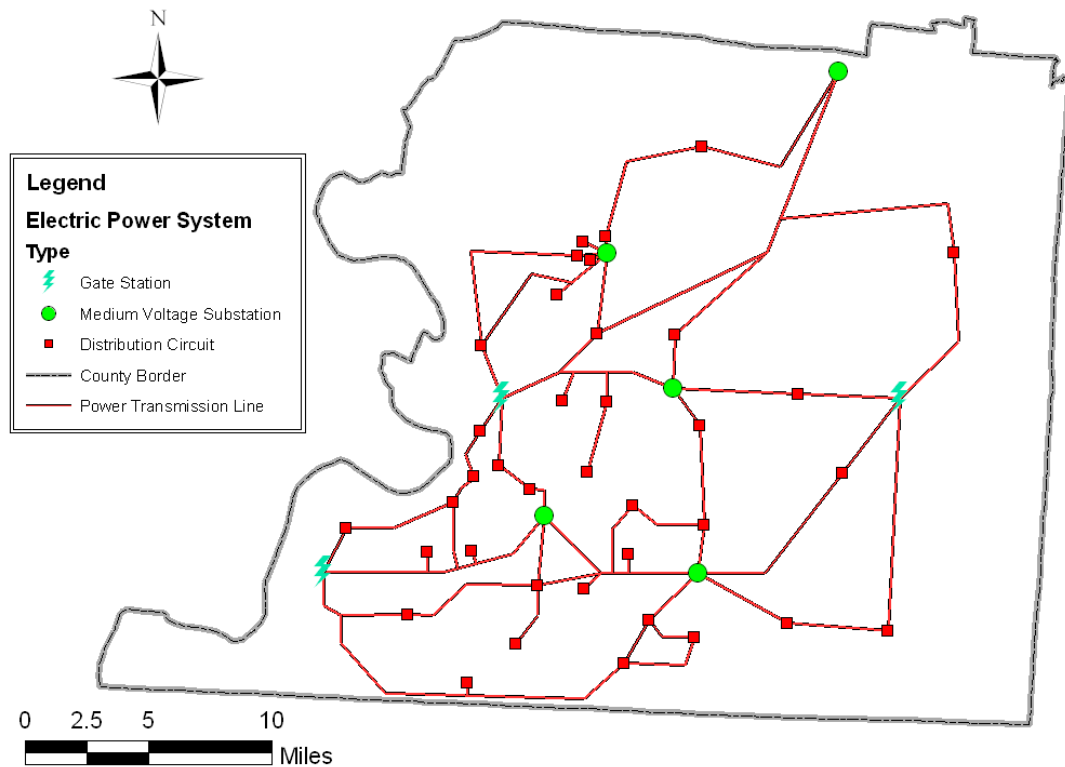 N
Legend
Electric Power System
Type
Gate Station
Medium Voltage Substation
Distribution Circuit
County Border
Power Transmission Line
0 2.5 5 10
Miles